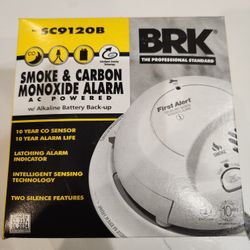 SC9120B
BRK
THE PROFESSIONAL STANDARD
SMOKE & CARBON
MONOXIDE ALARM
AC POWERED
w/ Alkaline Battery Back-up
First Alert
10 YEAR CO SENSOR
10 YEAR ALARM LIFE
LATCHING ALARM
INDICATOR
INTELLIGENT SENSING
TECHNOLOGY
TWO SILENCE FEATURES